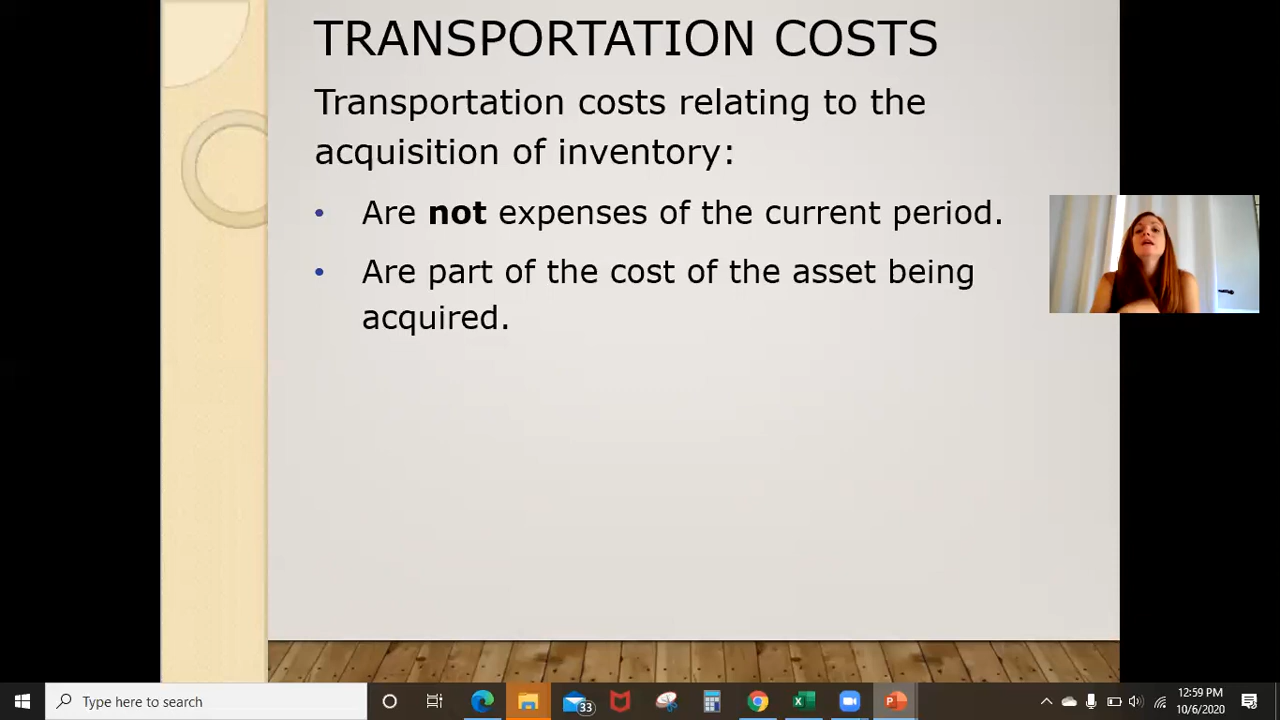 TRANSPORTATION COSTS
Transportation costs relating to the
acquisition of inventory:
• Are not expenses of the current period.
• Are part of the cost of the asset being
acquired.
Type here to search
33
12:59 PM
10/6/2020